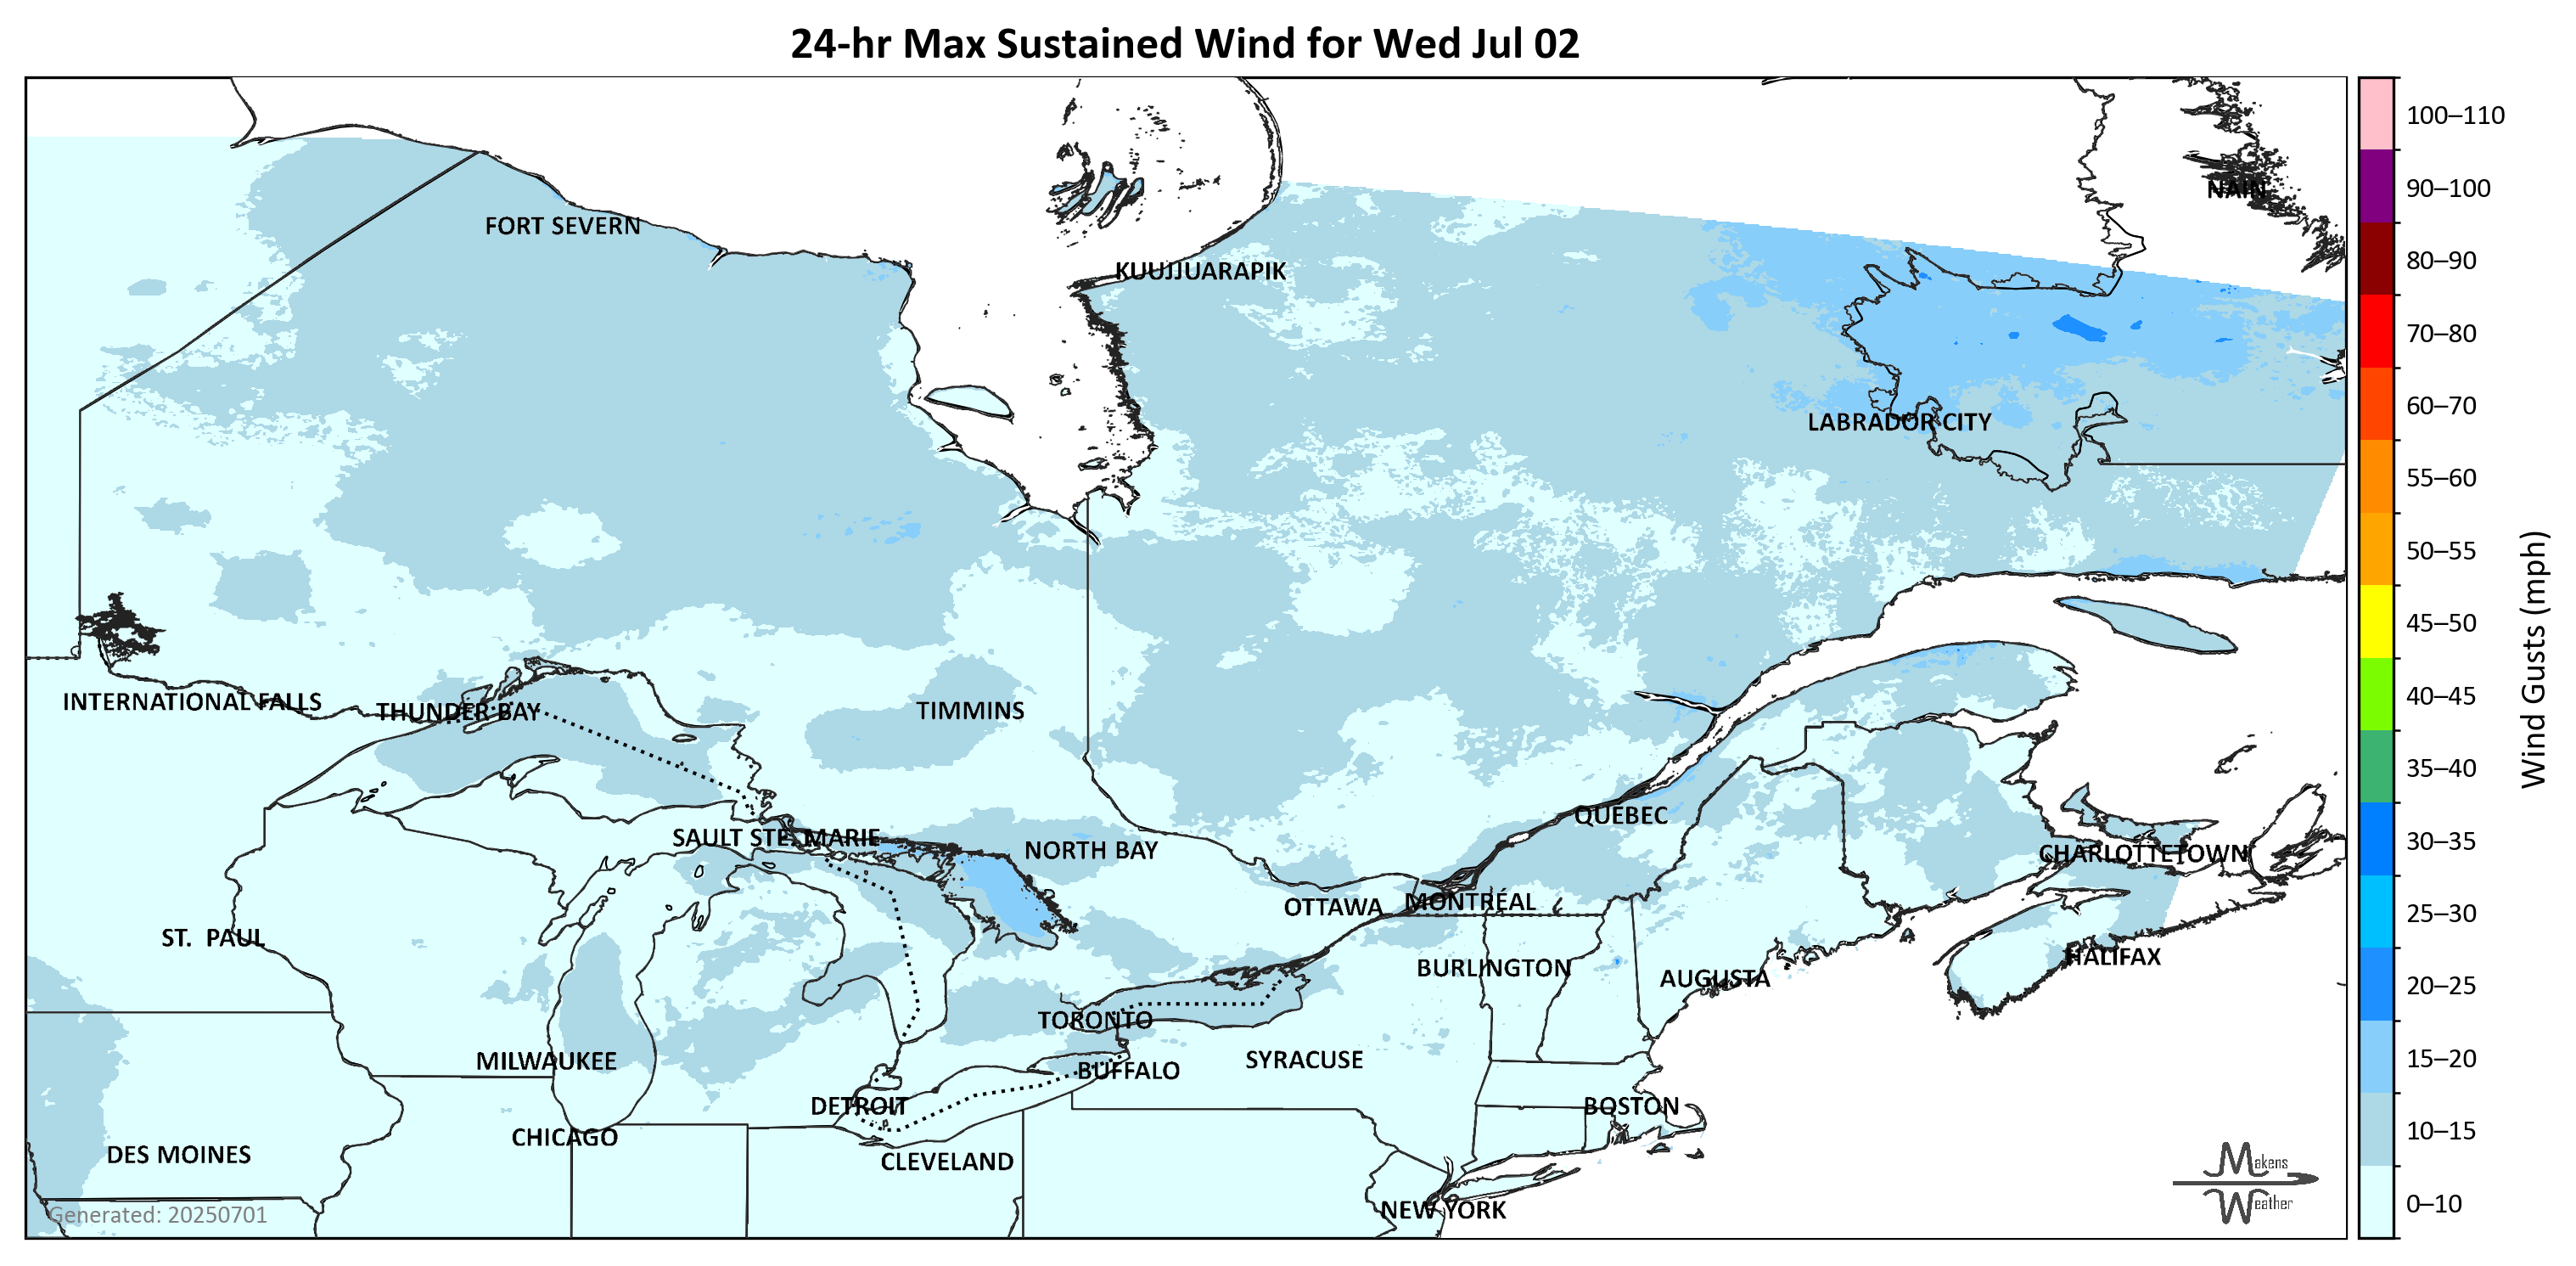 24-hr Max Sustained Wind for Wed Jul 02
100–110
90–100
NAIN
FORT SEVERN
80–90
KUUJJUARAPIK
70–80
60–70
LABRADOR CITY
55–60
50–55
45–50
Wind Gusts (mph)
INTERNATIONAL FALLS
THUNDER BAY
TIMMINS
40–45
35–40
QUÉBEC
SAULT STE. MARIE
NORTH BAY
CHARLOTTETOWN
30–35
OTTAWA
MONTRÉAL
25–30
ST. PAUL
HALIFAX
BURLINGTON
AUGUSTA
20–25
TORONTO
MILWAUKEE
SYRACUSE
15–20
BUFFALO
DETROIT
BOSTON
CHICAGO
10–15
DES MOINES
CLEVELAND
Makens
Weather
NEW YORK
0–10
Generated: 20250701